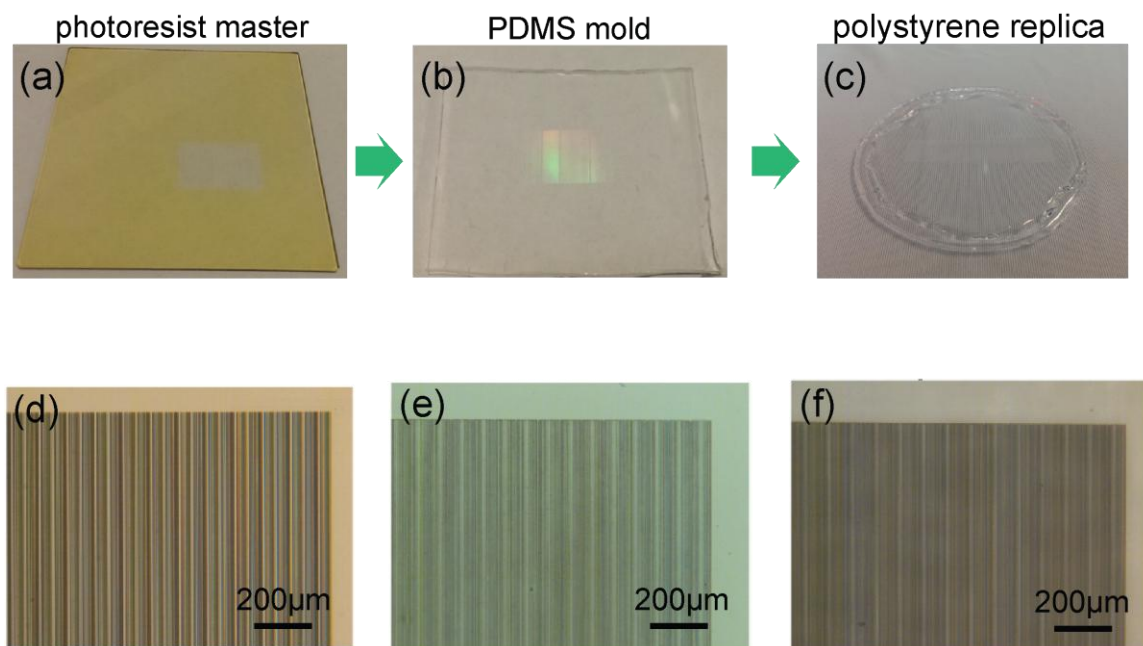 photoresist master
PDMS mold
polystyrene replica
(a)
(b)
(c)
(d)
(e)
(f)
200µm
200µm
200µm